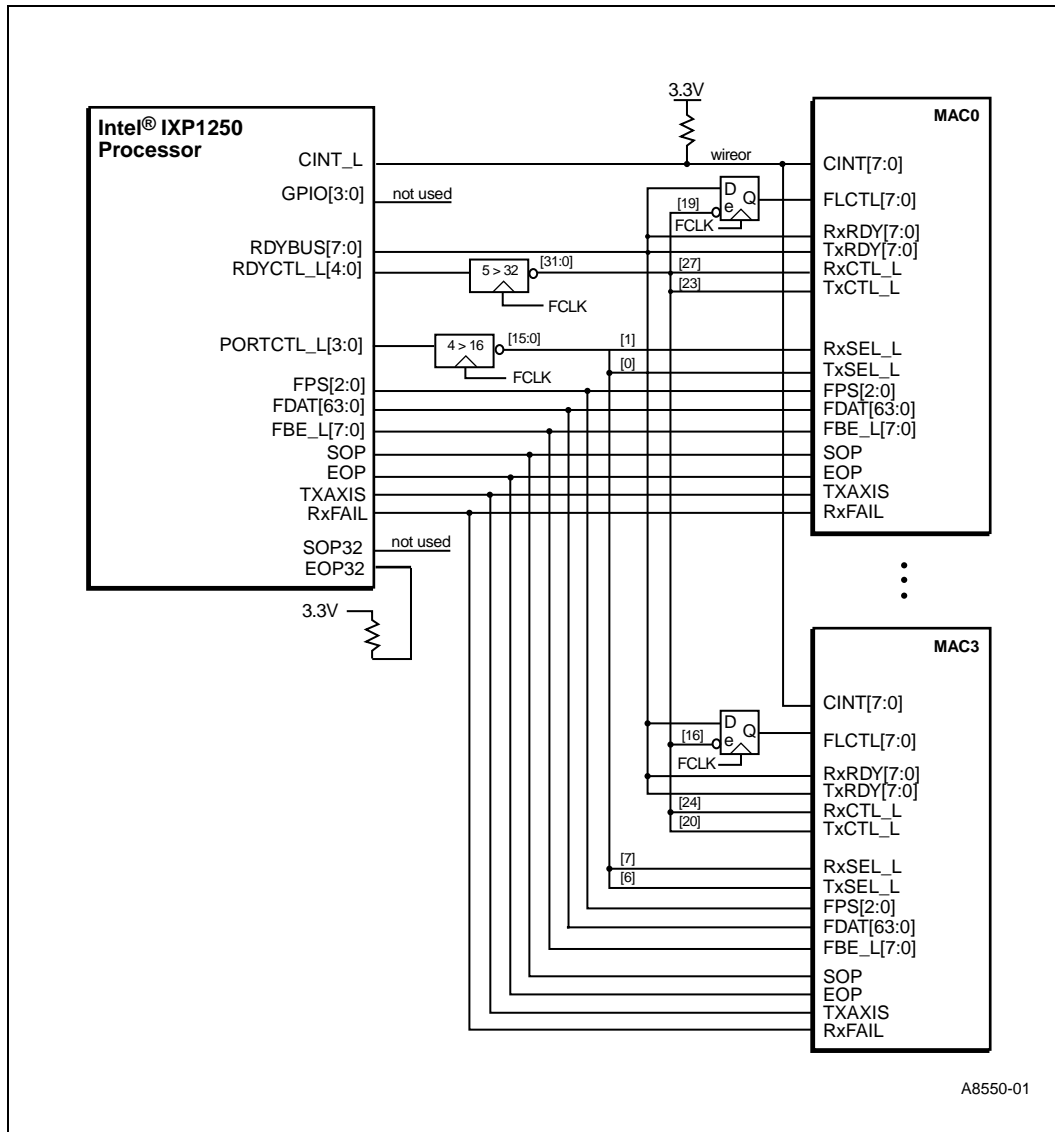 Intel® IXP1250
Processor
CINT_L
GPIO[3:0]
not used
RDYBUS[7:0]
RDYCTL_L[4:0]
5 > 32
[31:0]
FCLK
PORTCTL_L[3:0]
4 > 16
[15:0]
FCLK
FPS[2:0]
FDAT[63:0]
FBE_L[7:0]
SOP
EOP
TXAXIS
RxFAIL
SOP32
not used
EOP32
3.3V
3.3V
wireor
D
Q
e
[19]
FCLK
[27]
[23]
[1]
[0]
MAC0
CINT[7:0]
FLCTL[7:0]
RxRDY[7:0]
TxRDY[7:0]
RxCTL_L
TxCTL_L
RxSEL_L
TxSEL_L
FPS[2:0]
FDAT[63:0]
FBE_L[7:0]
SOP
EOP
TXAXIS
RxFAIL
D
Q
e
[16]
FCLK
[24]
[20]
[7]
[6]
MAC3
CINT[7:0]
FLCTL[7:0]
RxRDY[7:0]
TxRDY[7:0]
RxCTL_L
TxCTL_L
RxSEL_L
TxSEL_L
FPS[2:0]
FDAT[63:0]
FBE_L[7:0]
SOP
EOP
TXAXIS
RxFAIL
A8550-01